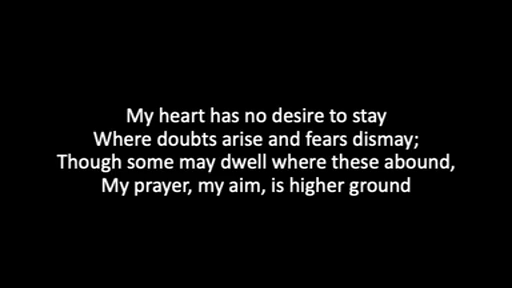 My heart has no desire to stay
Where doubts arise and fears dismay;
Though some may dwell where these abound,
My prayer, my aim, is higher ground